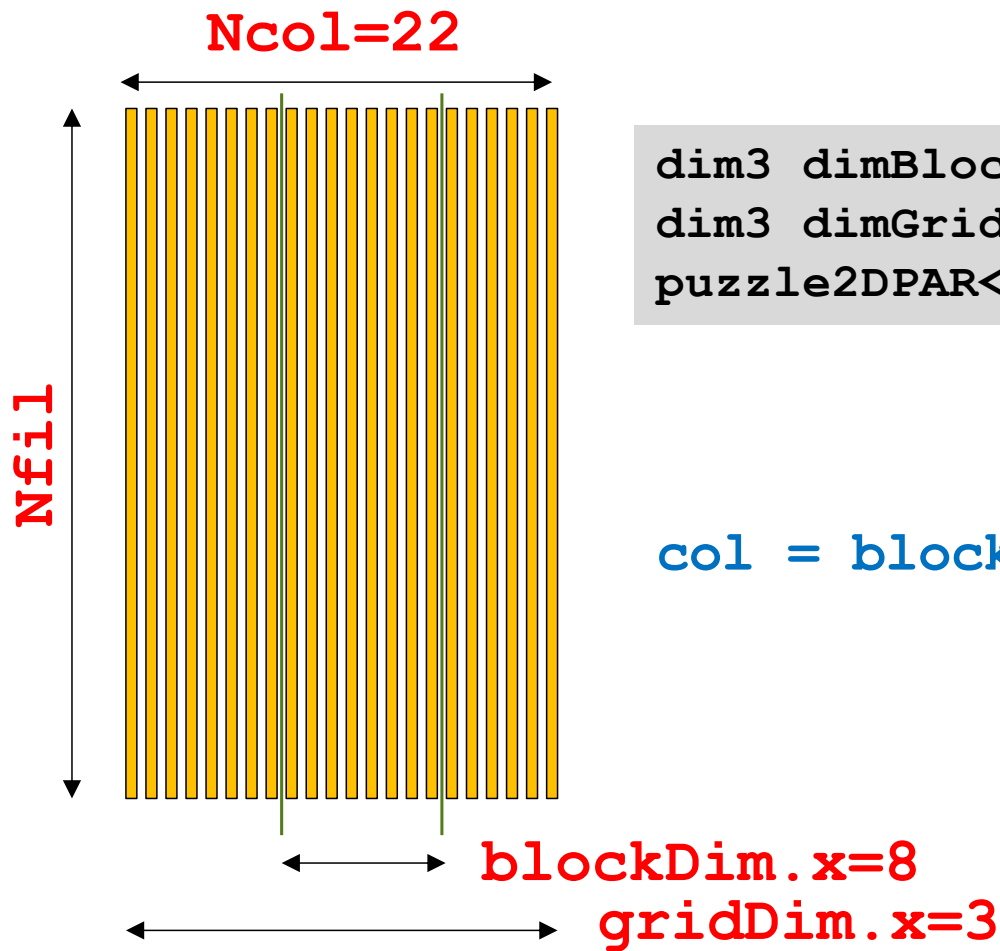 Ncol=22
dim3 dimBloc
dim3 dimGrid
puzzle2DPAR<
Nfil
col = block
blockDim.x=8
gridDim.x=3